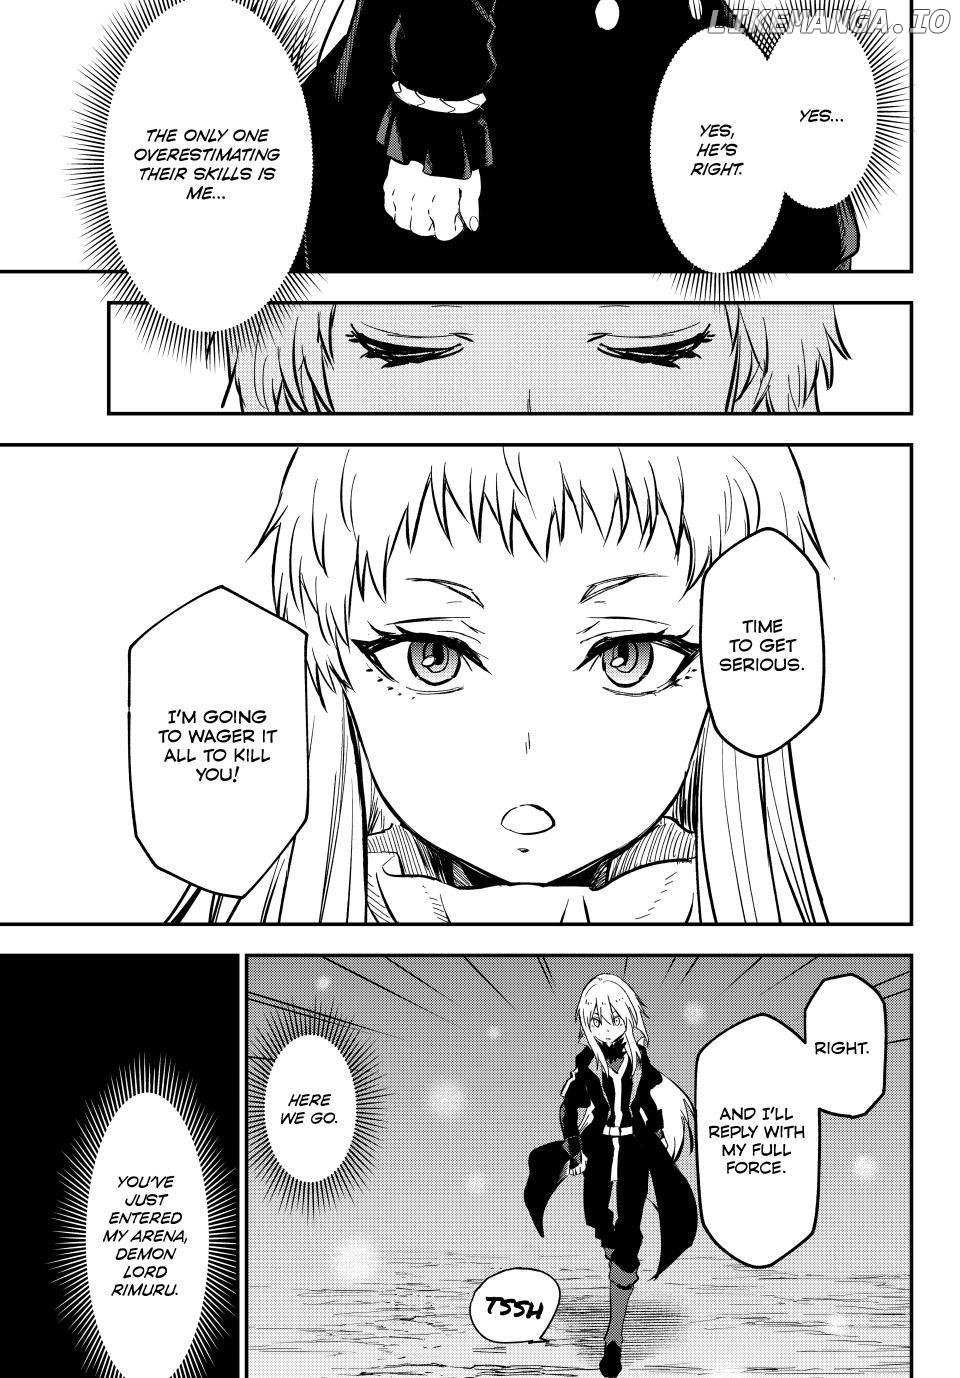 LIKEMANGA.IO
YES...
YES,
HE'S
RIGHT.
THE ONLY ONE
OVERESTIMATING
THEIR SKILLS IS
ME...
TIME
TO GET
SERIOUS.
I'M GOING
TO WAGER IT
ALL TO KILL
YOU!
RIGHT.
AND I'LL
REPLY WITH
MY FULL
FORCE.
HERE
WE GO.
TSSH
YOU'VE
JUST
ENTERED
MY ARENA,
DEMON
LORD
RIMURU.